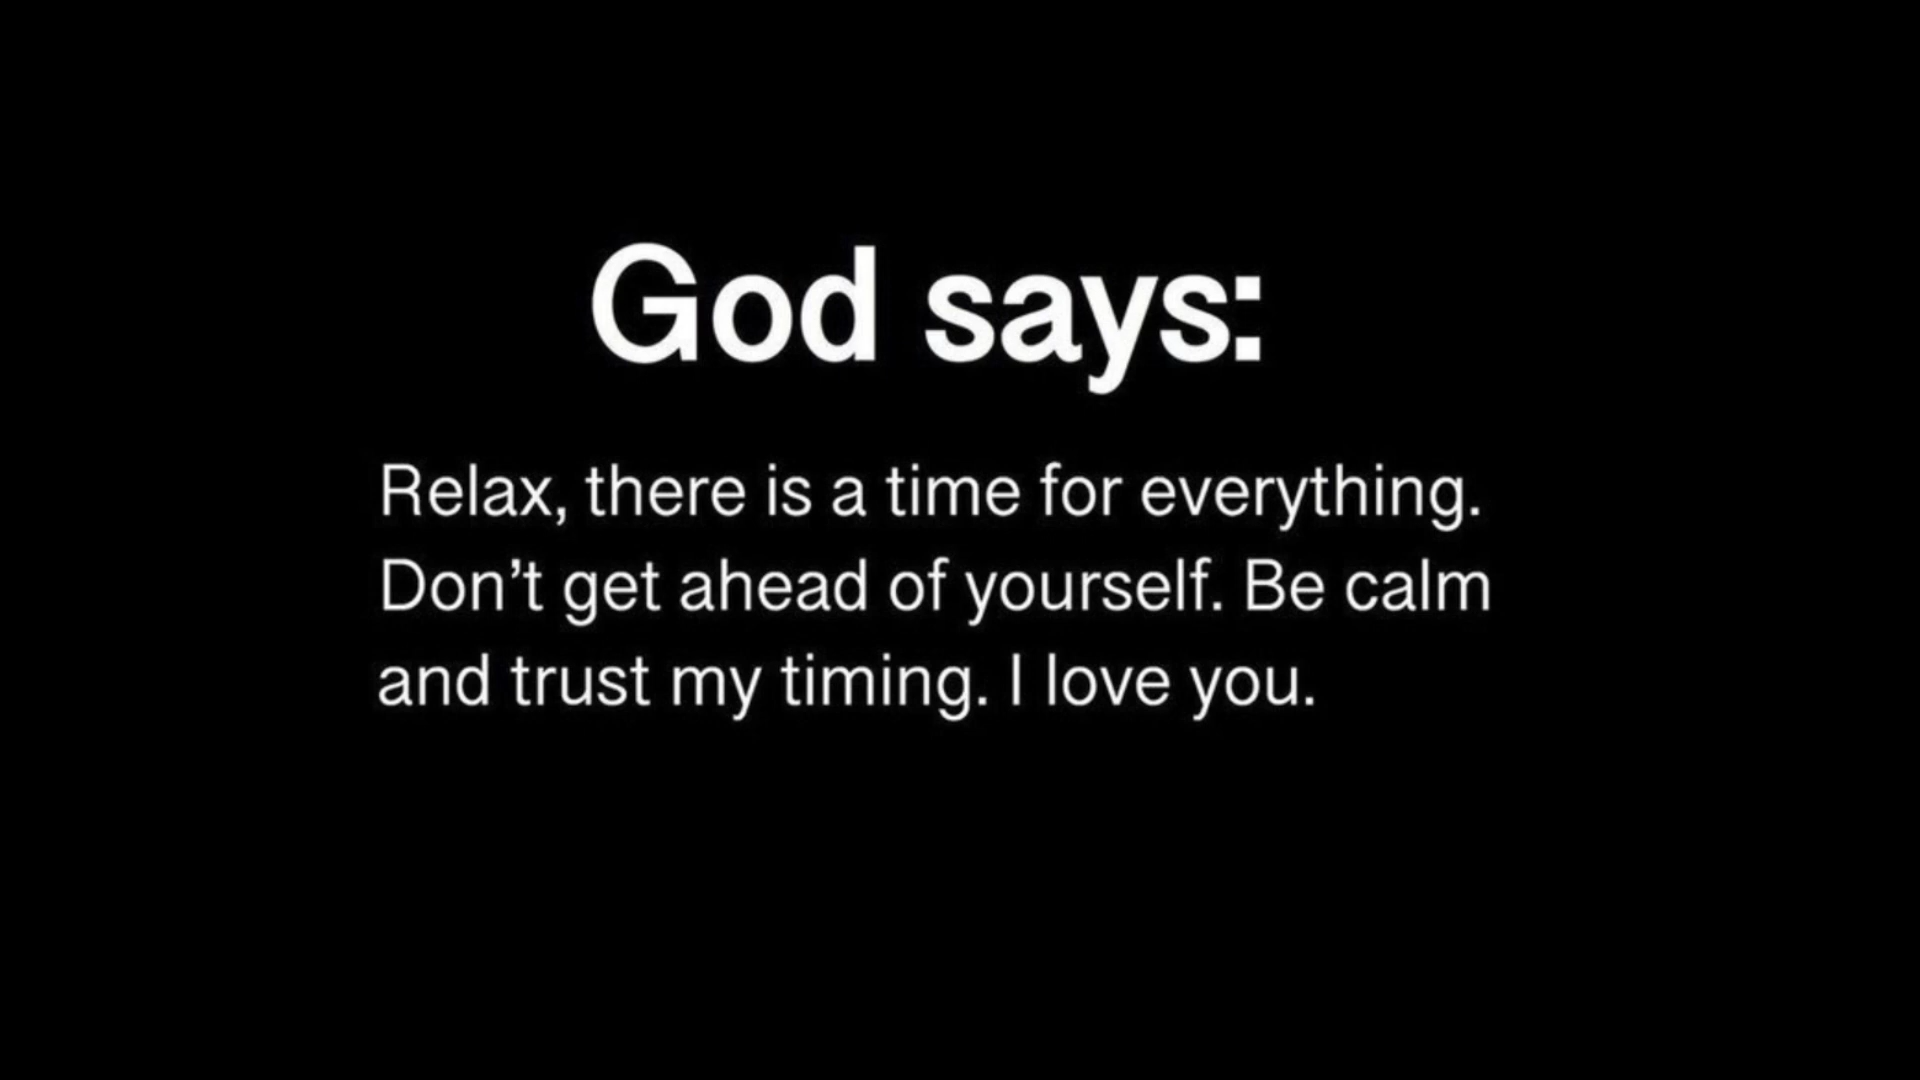 God says:
Relax, there is a time for everything.
Don’t get ahead of yourself. Be calm
and trust my timing. I love you.